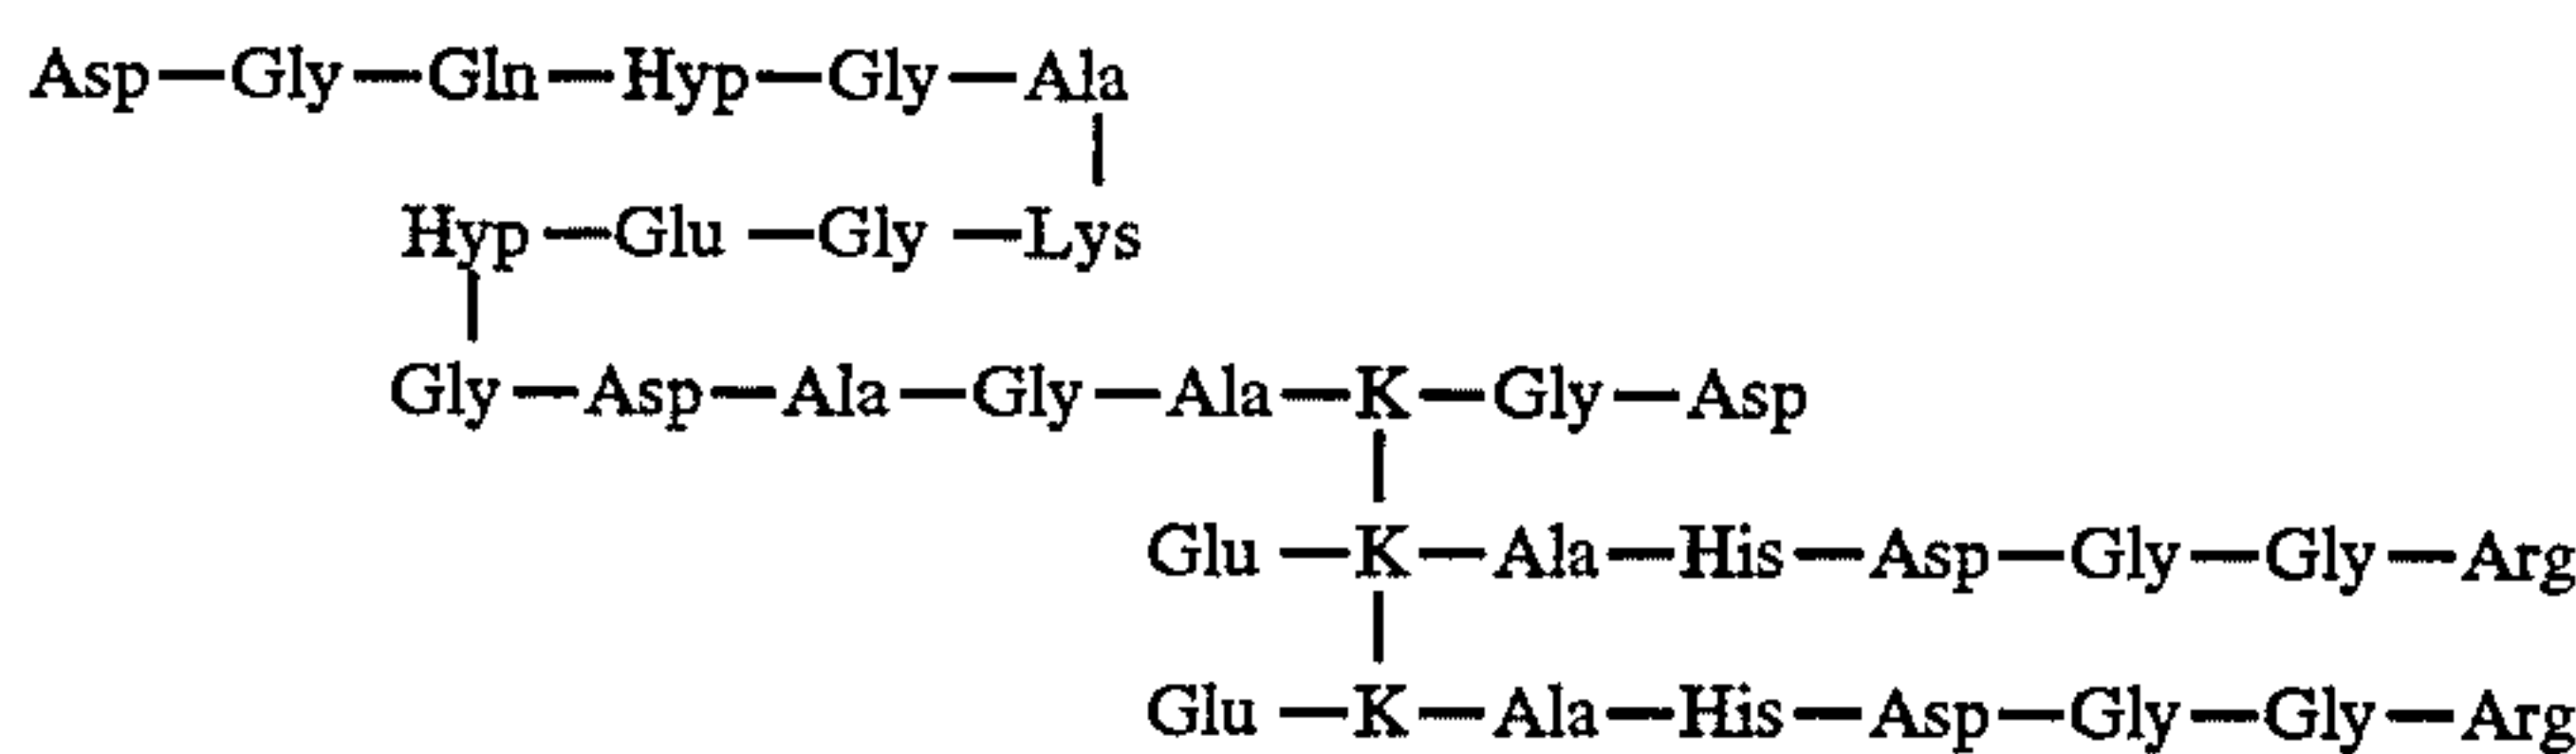 Asp—Gly—Gln—Hyp—Gly—Ala
Hyp—Glu—Gly—Lys
Gly—Asp—Ala—Gly—Ala—K—Gly—Asp
Glu—K—Ala—His—Asp—Gly—Gly—Arg
Glu—K—Ala—His—Asp—Gly—Gly—Arg